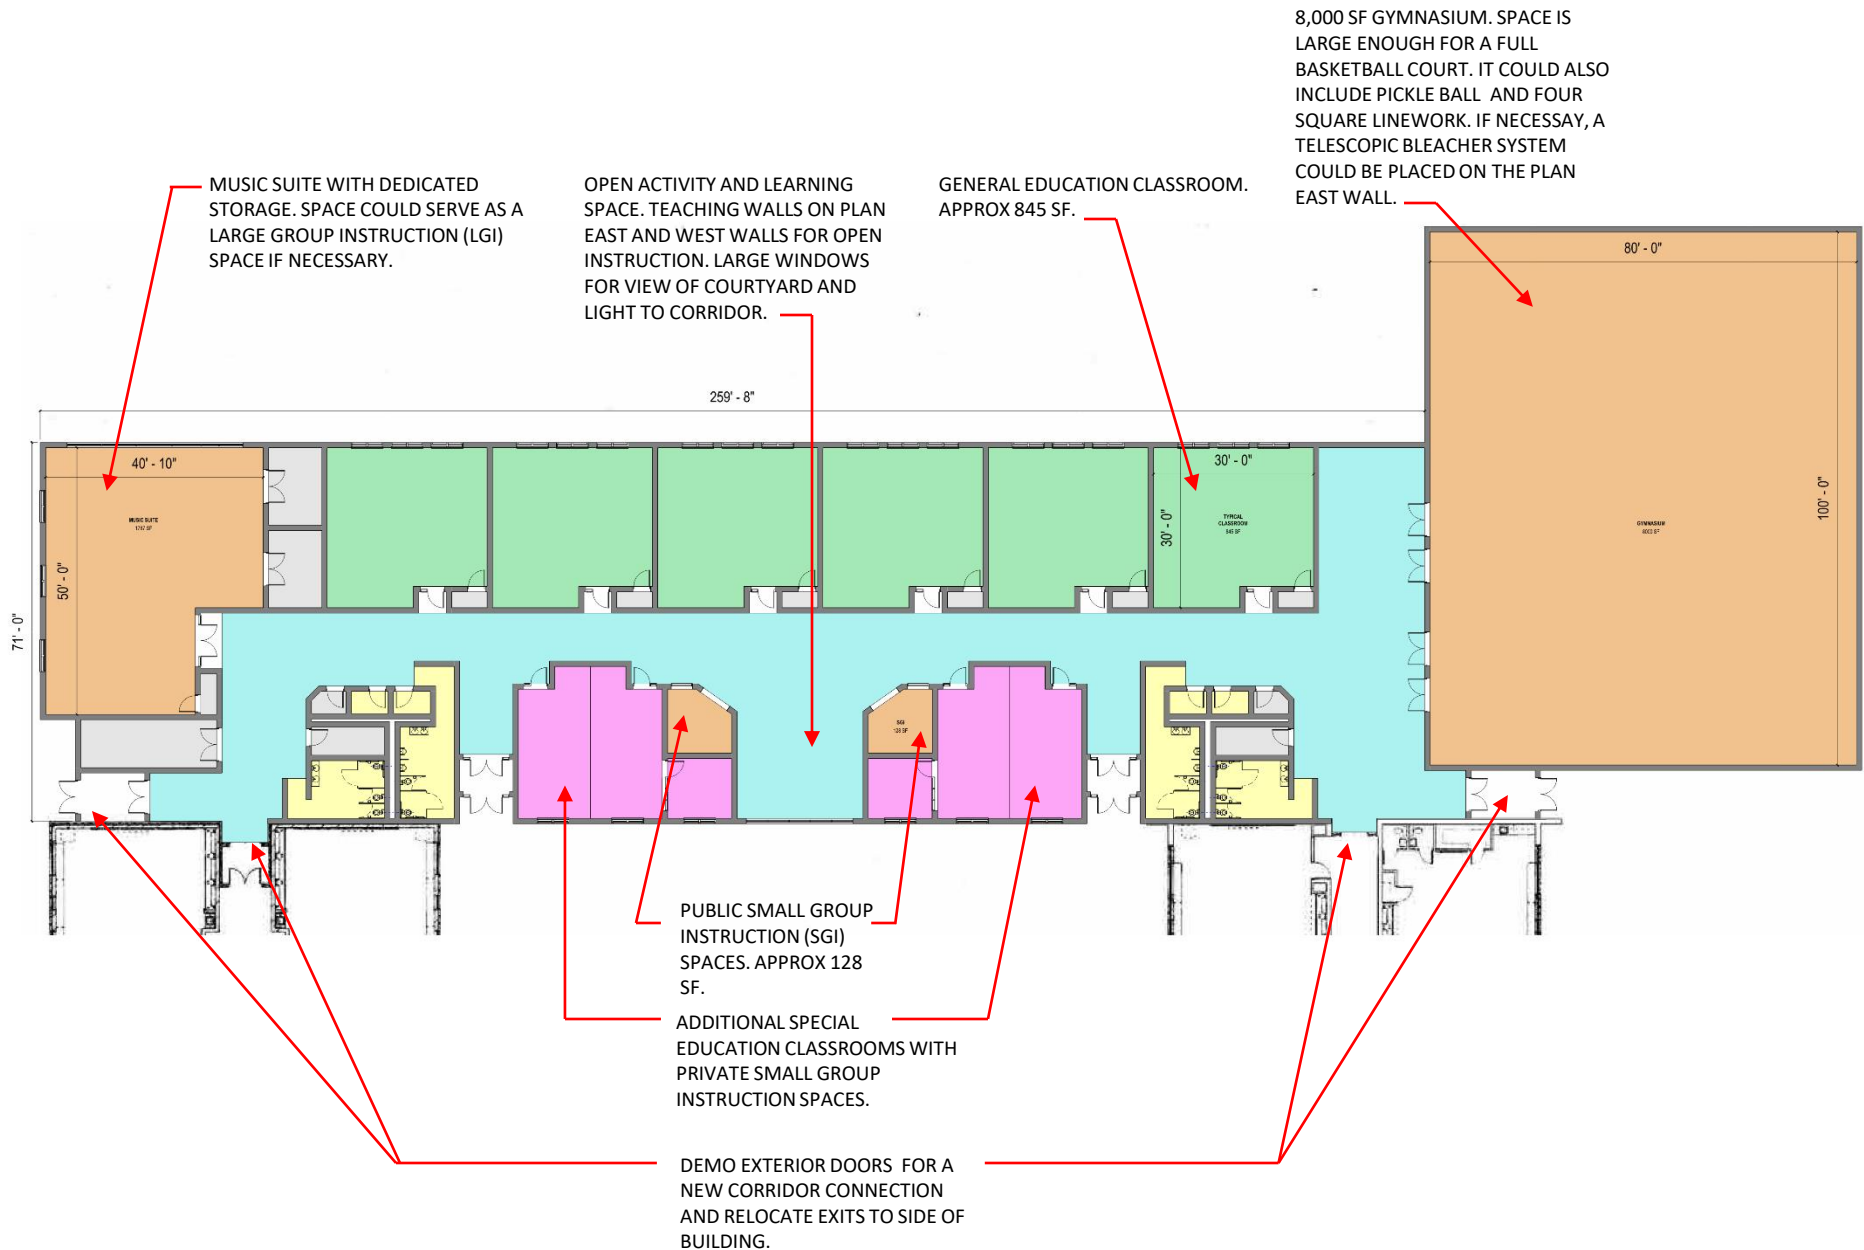 8,000 SF GYMNASIUM. SPACE IS
LARGE ENOUGH FOR A FULL
BASKETBALL COURT. IT COULD ALSO
INCLUDE PICKLE BALL  AND FOUR
SQUARE LINEWORK. IF NECESSAY, A
TELESCOPIC BLEACHER SYSTEM
COULD BE PLACED ON THE PLAN
EAST WALL.
MUSIC SUITE WITH DEDICATED
STORAGE. SPACE COULD SERVE AS A
LARGE GROUP INSTRUCTION (LGI)
SPACE IF NECESSARY.
OPEN ACTIVITY AND LEARNING
SPACE. TEACHING WALLS ON PLAN
EAST AND WEST WALLS FOR OPEN
INSTRUCTION. LARGE WINDOWS
FOR VIEW OF COURTYARD AND
LIGHT TO CORRIDOR.
GENERAL EDUCATION CLASSROOM.
APPROX 845 SF.
80' - 0"
259' - 8"
40' - 10"
30' - 0"
100' - 0"
MUSIC SUITE
1797 SF
TYPICAL
CLASSROOM
845 SF
GYMNASIUM
8003 SF
30' - 0"
50' - 0"
71' - 0"
SGI
128 SF
PUBLIC SMALL GROUP
INSTRUCTION (SGI)
SPACES. APPROX 128
SF.
ADDITIONAL SPECIAL
EDUCATION CLASSROOMS WITH
PRIVATE SMALL GROUP
INSTRUCTION SPACES.
DEMO EXTERIOR DOORS  FOR A
NEW CORRIDOR CONNECTION
AND RELOCATE EXITS TO SIDE OF
BUILDING.